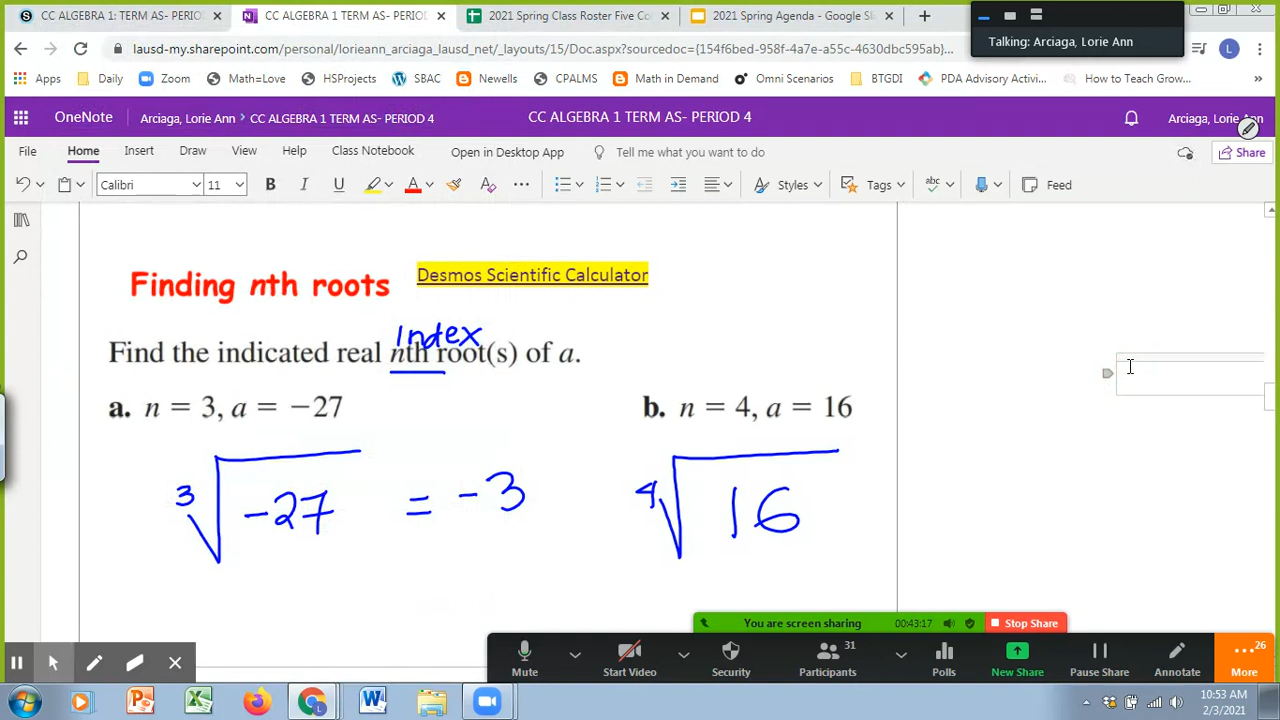 CC ALGEBRA 1: TERM AS- PERIOD
CC ALGEBRA 1 TERM AS- PERIOD
2021 Spring Class Roster Five Co
2021 Spring Agenda - Google Sli
Talking: Arciaga, Lorie Ann
lausd-my.sharepoint.com/personal/lorieann_arciaga_lausd_net/_layouts/15/Doc.aspx?sourcedoc={154f6bed-958f-4a7e-a55c-4630dbc595ab}...
L
Apps Daily Zoom Math+Love HSProjects SBAC Newells CPALMS Math in Demand Omni Scenarios BTGDI PDA Advisory Activi... How to Teach Grow...
OneNote Arciaga, Lorie Ann > CC ALGEBRA 1 TERM AS- PERIOD 4 CC ALGEBRA 1 TERM AS- PERIOD 4 Arciaga, Lorie Ann
File Home Insert Draw View Help Class Notebook Open in Desktop App Tell me what you want to do Share
Calibri 11 B I U A Styles Tags abc Feed
Finding nth roots Desmos Scientific Calculator
Index
Find the indicated real nth root(s) of a.
a. n = 3, a = −27 b. n = 4, a = 16
∛-27 = -3 ∜16
You are screen sharing 00:43:17 Stop Share
31 26
Mute Start Video Security Participants Polls New Share Pause Share Annotate More
10:53 AM
2/3/2021